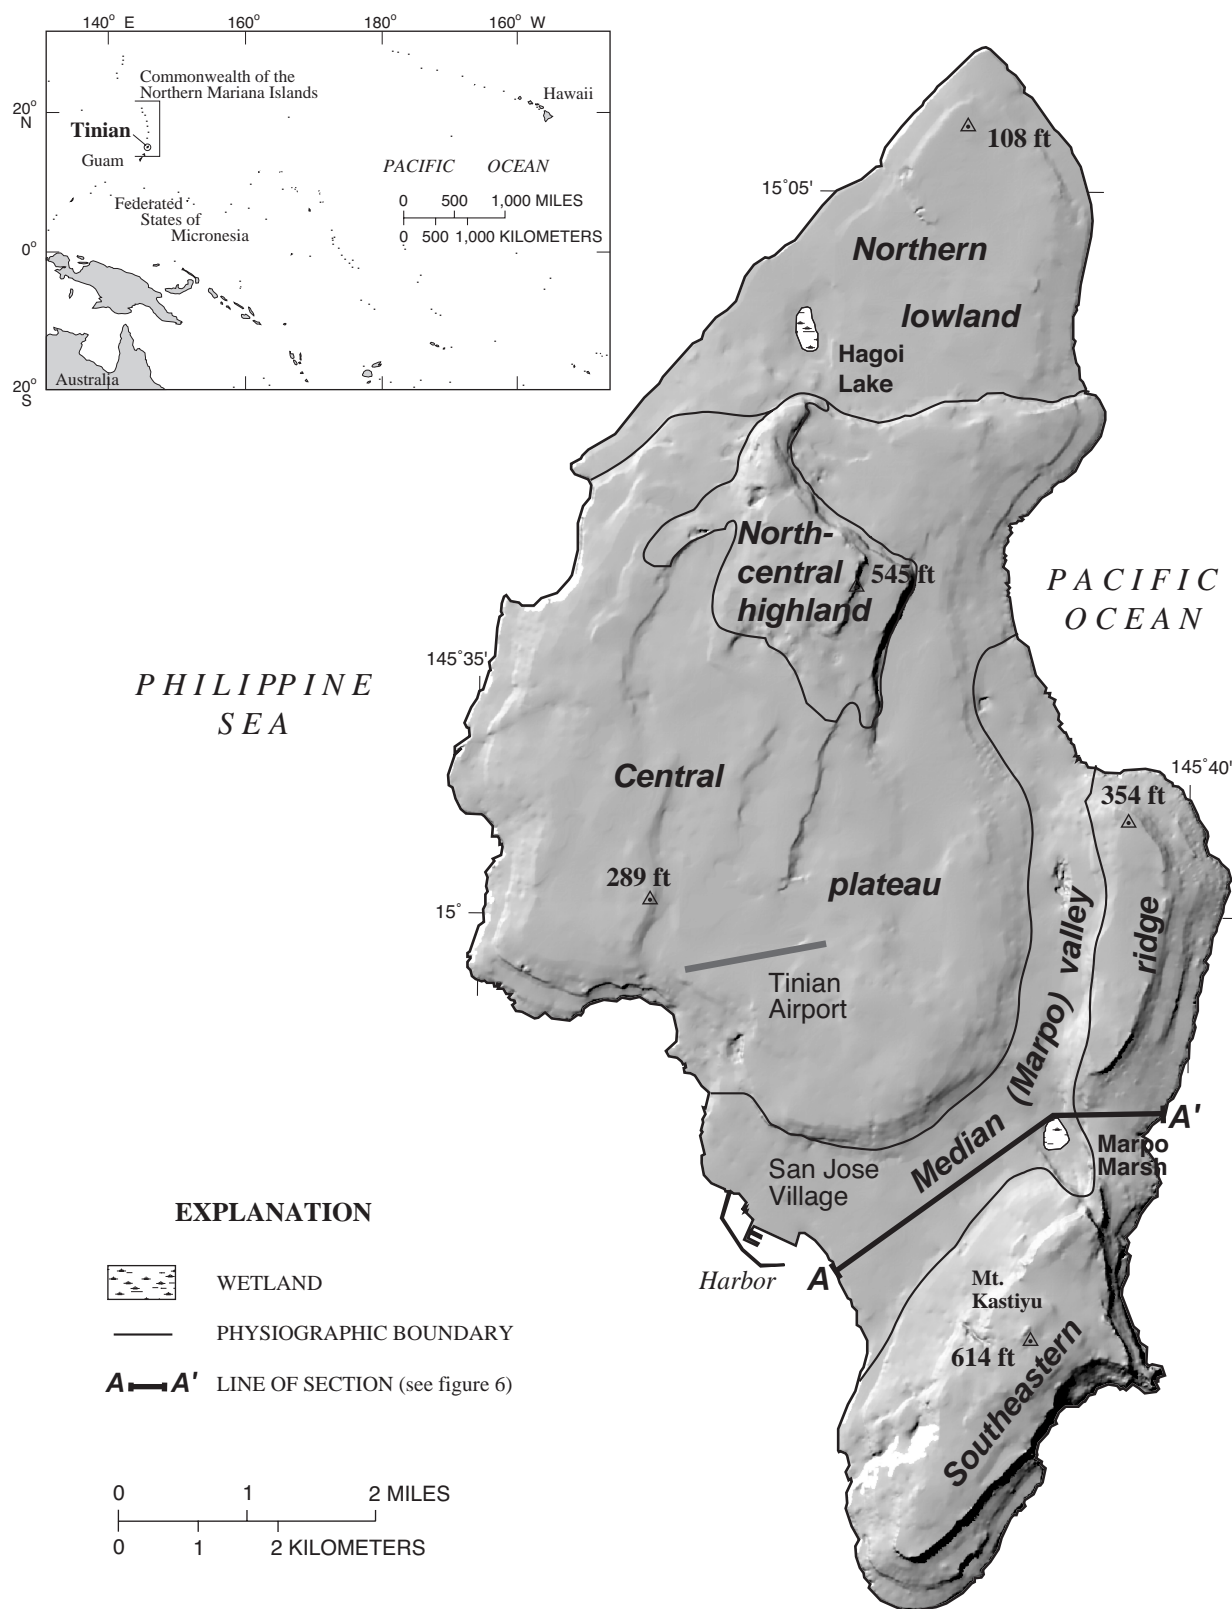 140° E
160°
180°
160° W
20°
N
0°
20°
S
Commonwealth of the
Northern Mariana Islands
Hawaii
Tinian
Guam
PACIFIC OCEAN
Federated
States of
Micronesia
0 500 1,000 MILES
0 500 1,000 KILOMETERS
Australia
108 ft
15°05'
Northern
lowland
Hagoi
Lake
North-
central
highland
545 ft
PACIFIC
OCEAN
145°35'
PHILIPPINE
SEA
Central
plateau
145°40'
354 ft
289 ft
15°
Tinian
Airport
Median (Marpo) valley
Southeastern ridge
A'
Marpo
Marsh
San Jose
Village
Harbor
A
Mt.
Kastiyu
614 ft
EXPLANATION
WETLAND
PHYSIOGRAPHIC BOUNDARY
A A' LINE OF SECTION (see figure 6)
0 1 2 MILES
0 1 2 KILOMETERS